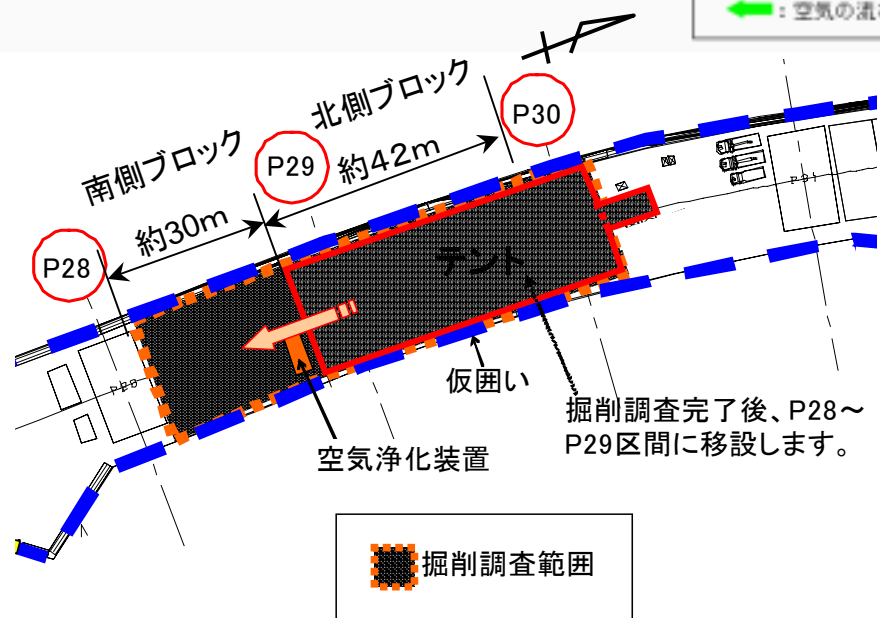 ：空気の流
北側ブロック
P30
南側ブロック
P29
約42m
約30m
P28
テント
仮囲い
掘削調査完了後、P28～
P29区間に移設します。
空気浄化装置
掘削調査範囲